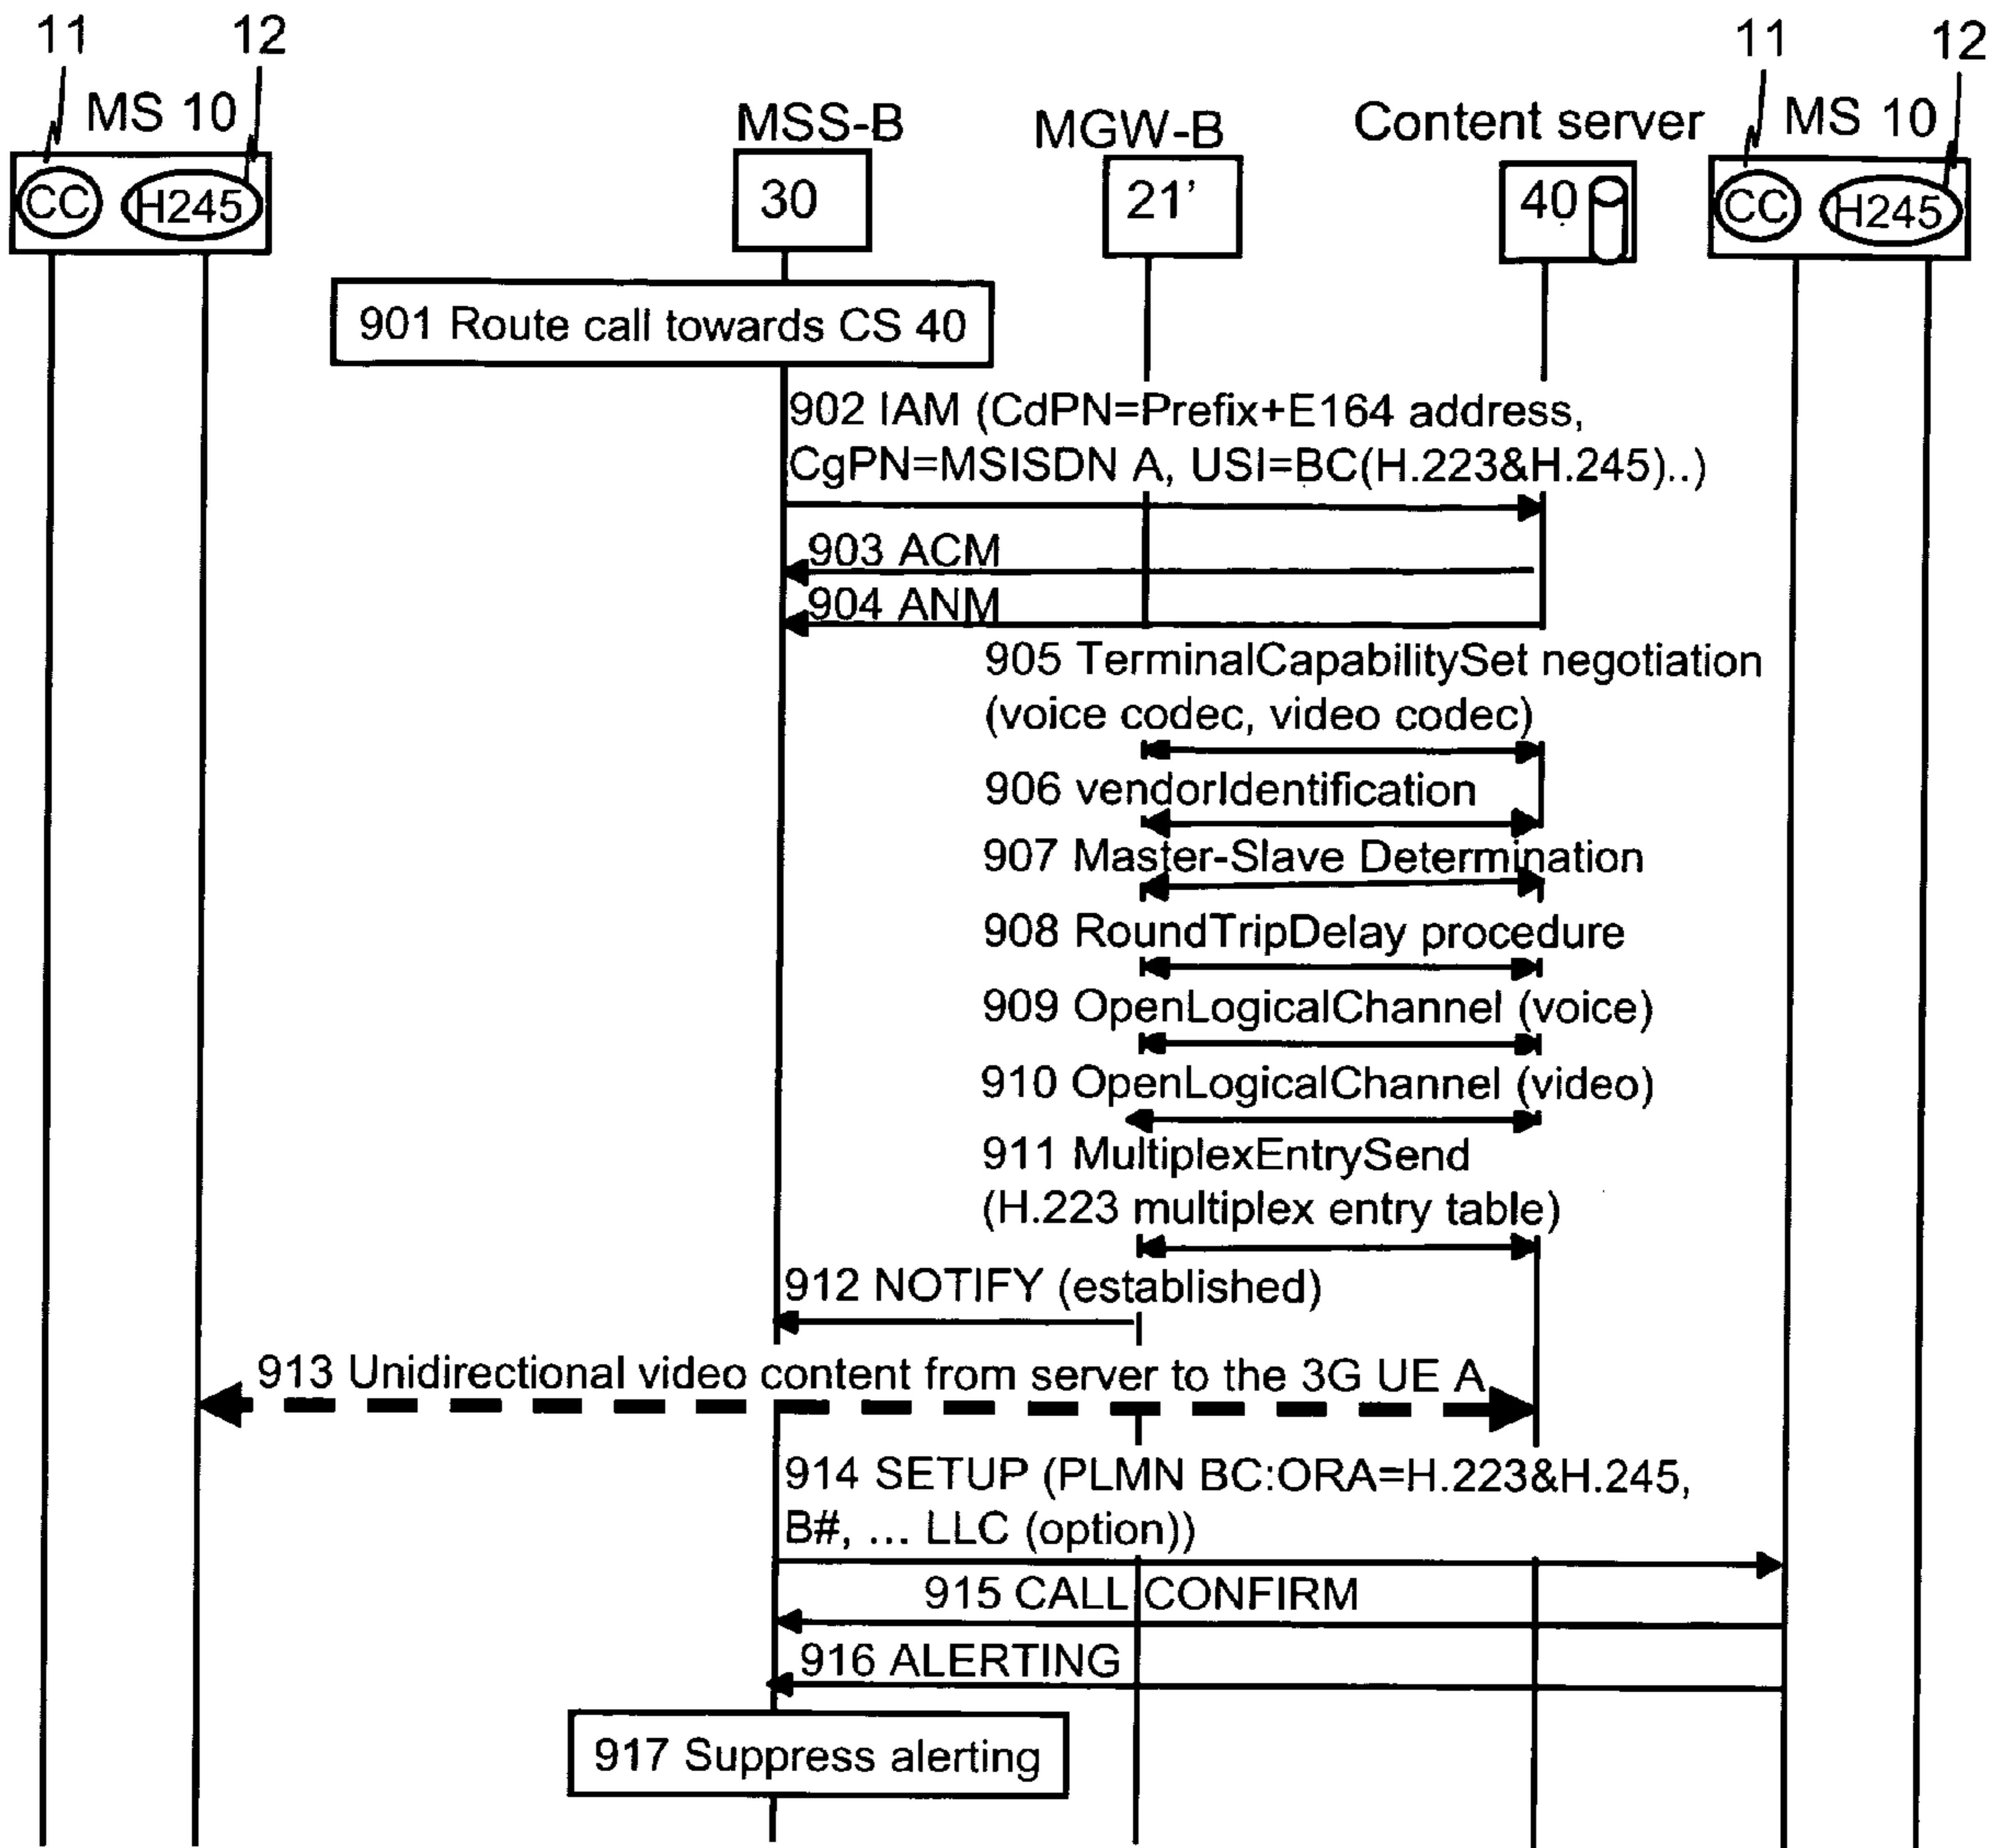 11 12 11 12
MS 10 MSS-B MGW-B Content server MS 10
CC H245 30 21' 40 CC H245
901 Route call towards CS 40
902 IAM (CdPN=Prefix+E164 address,
CgPN=MSISDN A, USI=BC(H.223&H.245)..)
903 ACM
904 ANM
905 TerminalCapabilitySet negotiation
(voice codec, video codec)
906 vendorIdentification
907 Master-Slave Determination
908 RoundTripDelay procedure
909 OpenLogicalChannel (voice)
910 OpenLogicalChannel (video)
911 MultiplexEntrySend
(H.223 multiplex entry table)
912 NOTIFY (established)
913 Unidirectional video content from server to the 3G UE A
914 SETUP (PLMN BC:ORA=H.223&H.245,
B#, ... LLC (option))
915 CALL CONFIRM
916 ALERTING
917 Suppress alerting